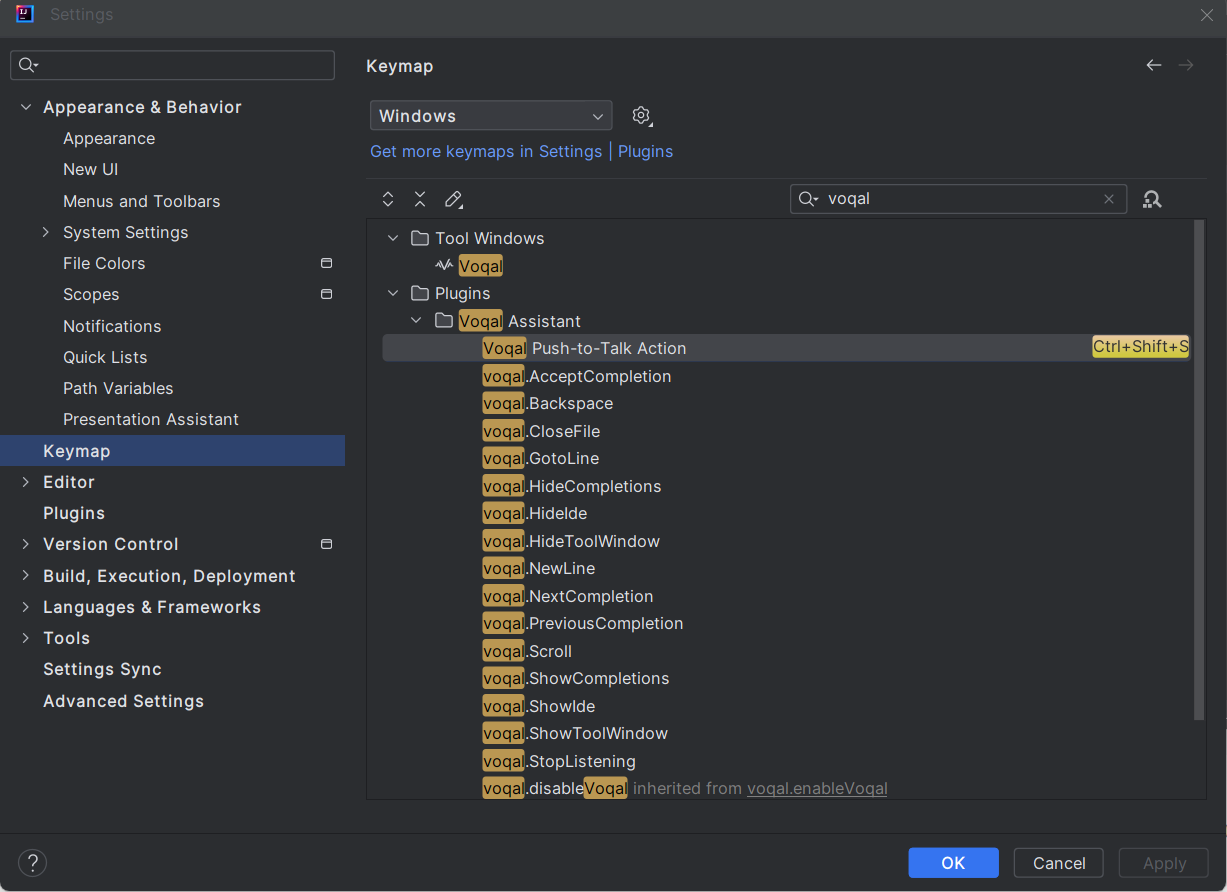 Settings
Appearance & Behavior
Appearance
New UI
Menus and Toolbars
System Settings
File Colors
Scopes
Notifications
Quick Lists
Path Variables
Presentation Assistant
Keymap
Editor
Plugins
Version Control
Build, Execution, Deployment
Languages & Frameworks
Tools
Settings Sync
Advanced Settings
Keymap
Windows
Get more keymaps in Settings | Plugins
voqal
Tool Windows
Voqal
Plugins
Voqal Assistant
Voqal Push-to-Talk Action Ctrl+Shift+S
voqal.AcceptCompletion
voqal.Backspace
voqal.CloseFile
voqal.GotoLine
voqal.HideCompletions
voqal.HideIde
voqal.HideToolWindow
voqal.NewLine
voqal.NextCompletion
voqal.PreviousCompletion
voqal.Scroll
voqal.ShowCompletions
voqal.ShowIde
voqal.ShowToolWindow
voqal.StopListening
voqal.disableVoqal inherited from voqal.enableVoqal
? OK Cancel Apply